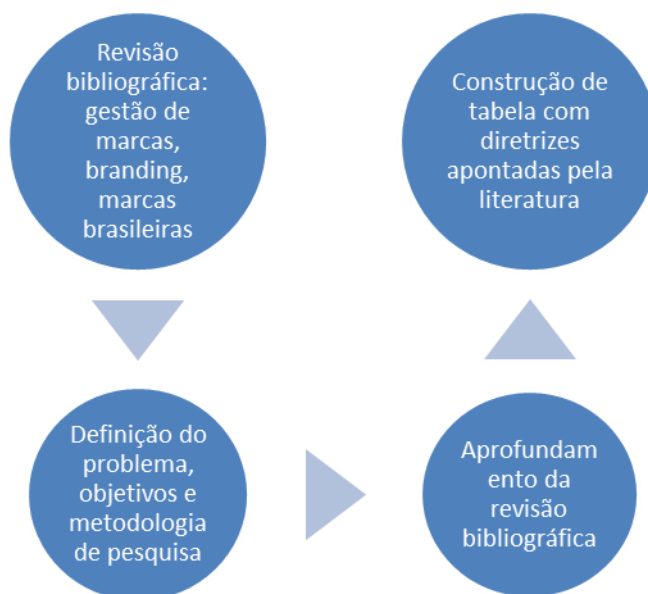 Revisão
bibliográfica:
gestão de
marcas,
branding,
marcas
brasileiras
Definição do
problema,
objetivos e
metodologia
de pesquisa
Aprofundam
ento da
revisão
bibliográfica
Construção de
tabela com
diretrizes
apontadas pela
literatura